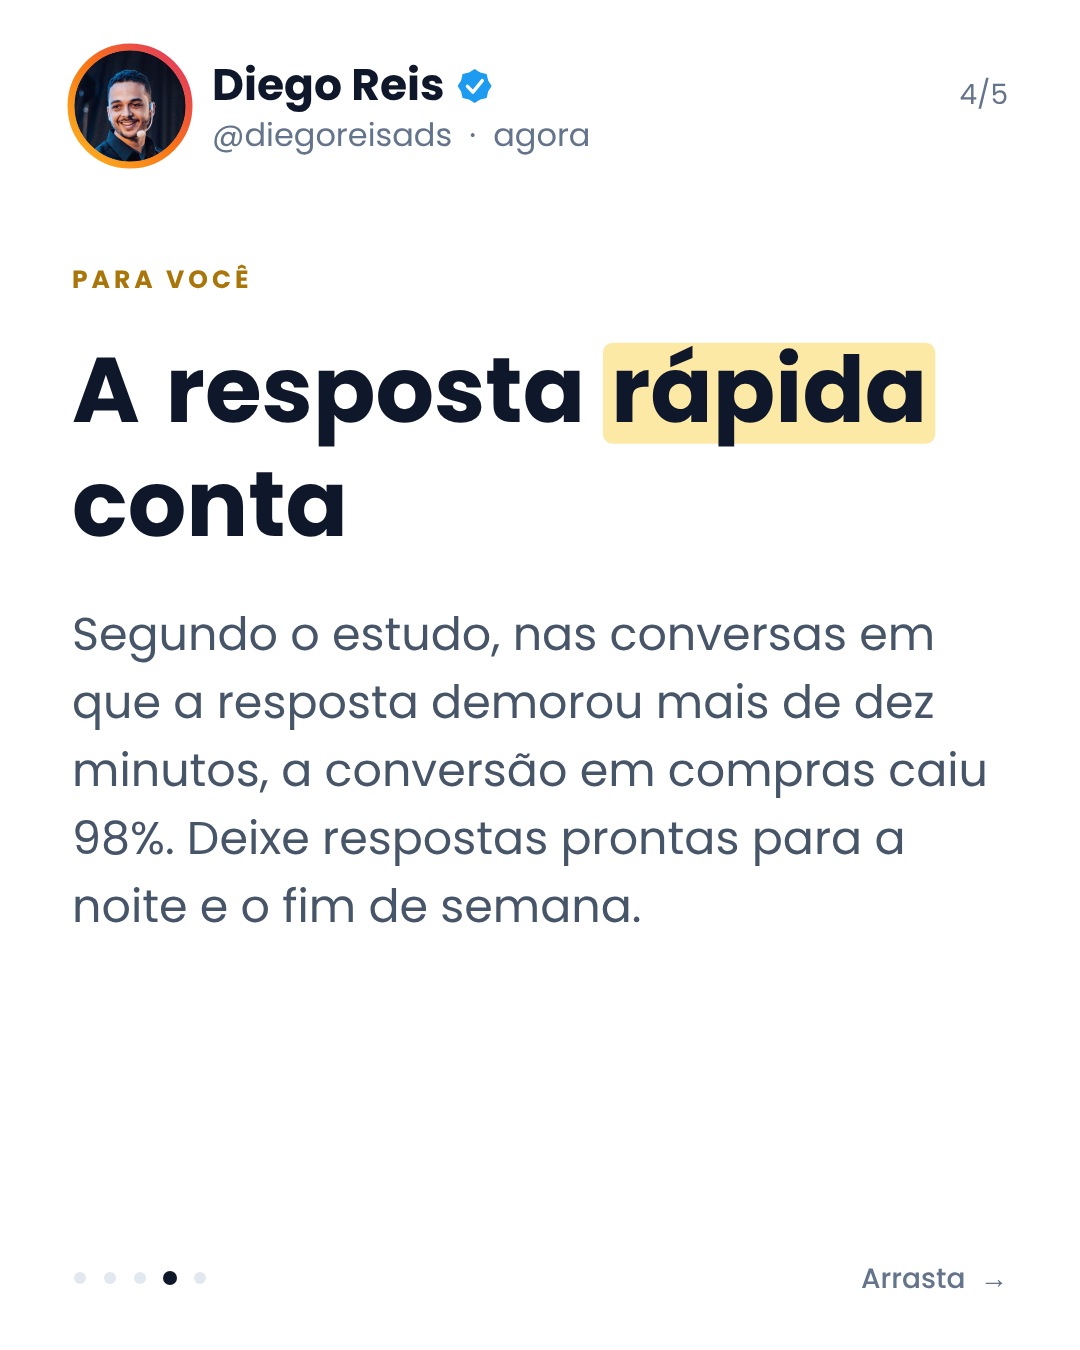 Diego Reis
@diegoreisads · agora
4/5
PARA VOCÊ
A resposta rápida
conta
Segundo o estudo, nas conversas em
que a resposta demorou mais de dez
minutos, a conversão em compras caiu
98%. Deixe respostas prontas para a
noite e o fim de semana.
Arrasta →